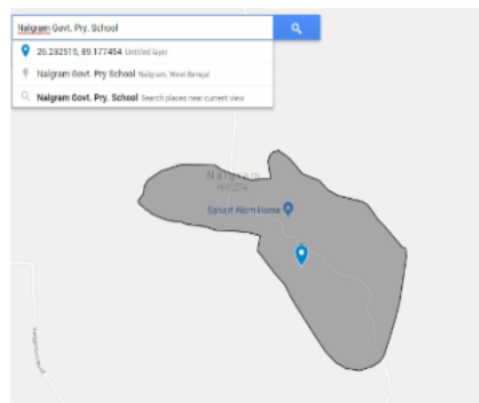 Nalgram Govt. Pry. School
26.232515, 89.177454 Untitled layer
Nalgram Govt. Pry School Nalgram, West Bengal
Nalgram Govt. Pry. School Search places near current view
Nalgram
Sahajit Alom Home